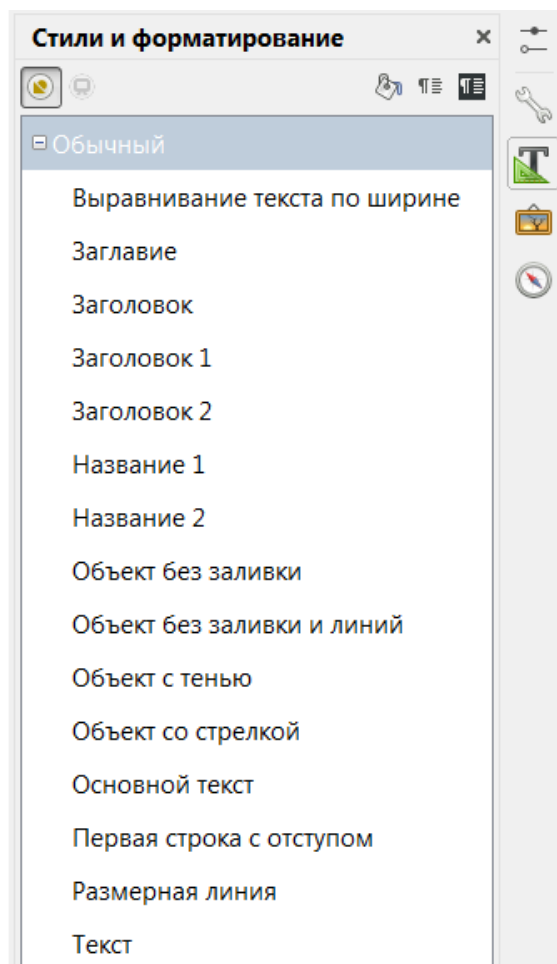 Стили и форматирование
Обычный
Выравнивание текста по ширине
Заглавие
Заголовок
Заголовок 1
Заголовок 2
Название 1
Название 2
Объект без заливки
Объект без заливки и линий
Объект с тенью
Объект со стрелкой
Основной текст
Первая строка с отступом
Размерная линия
Текст